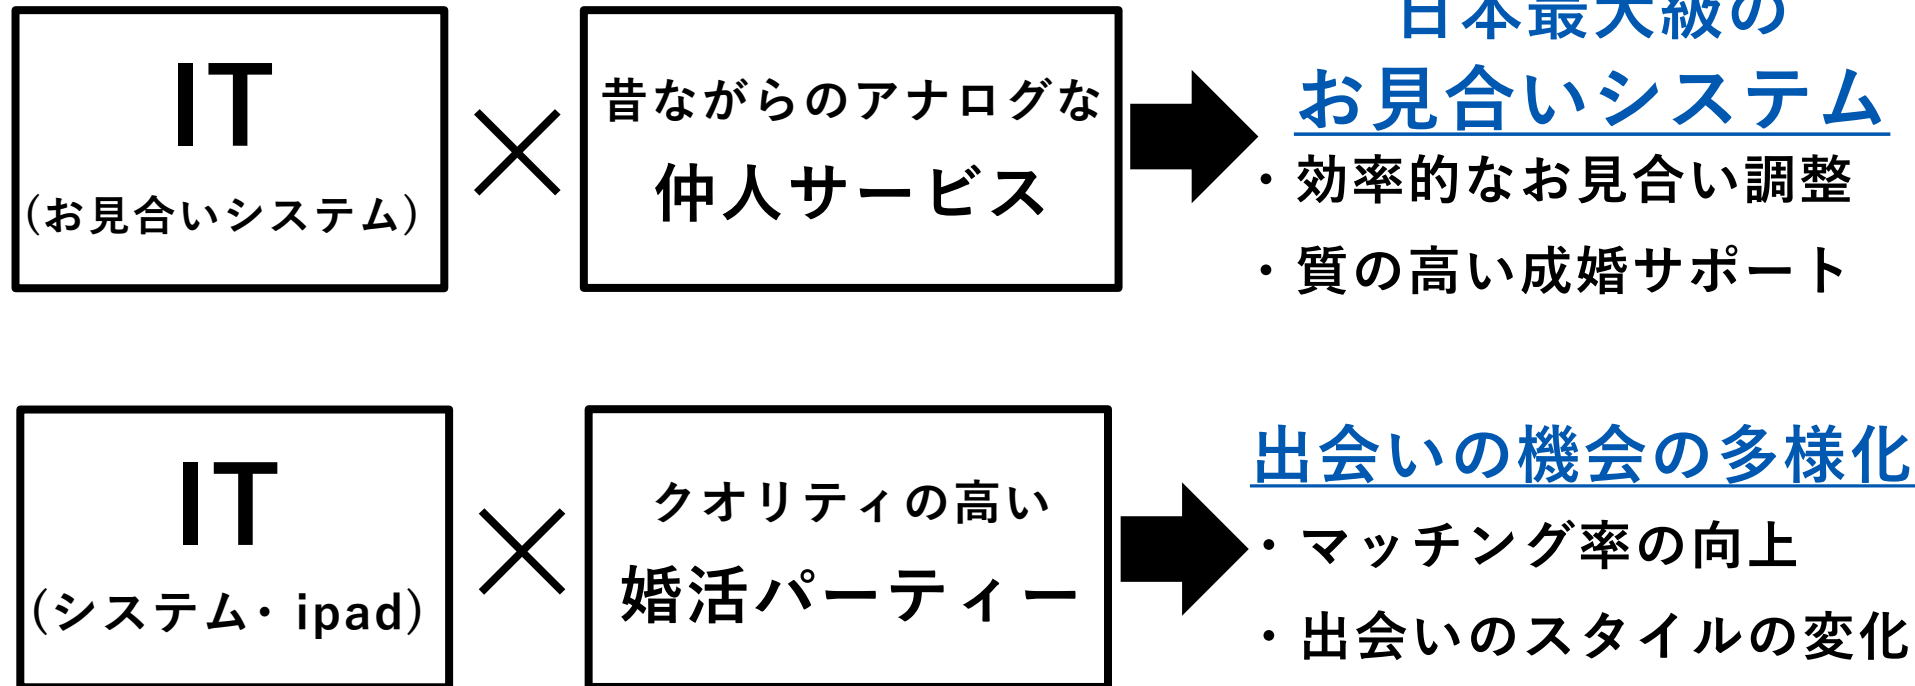 IT
(お見合いシステム)
昔ながらのアナログな
仲人サービス
日本最大級の
お見合いシステム
・効率的なお見合い調整
・質の高い成婚サポート
IT
(システム・ipad)
クオリティの高い
婚活パーティー
出会いの機会の多様化
・マッチング率の向上
・出会いのスタイルの変化